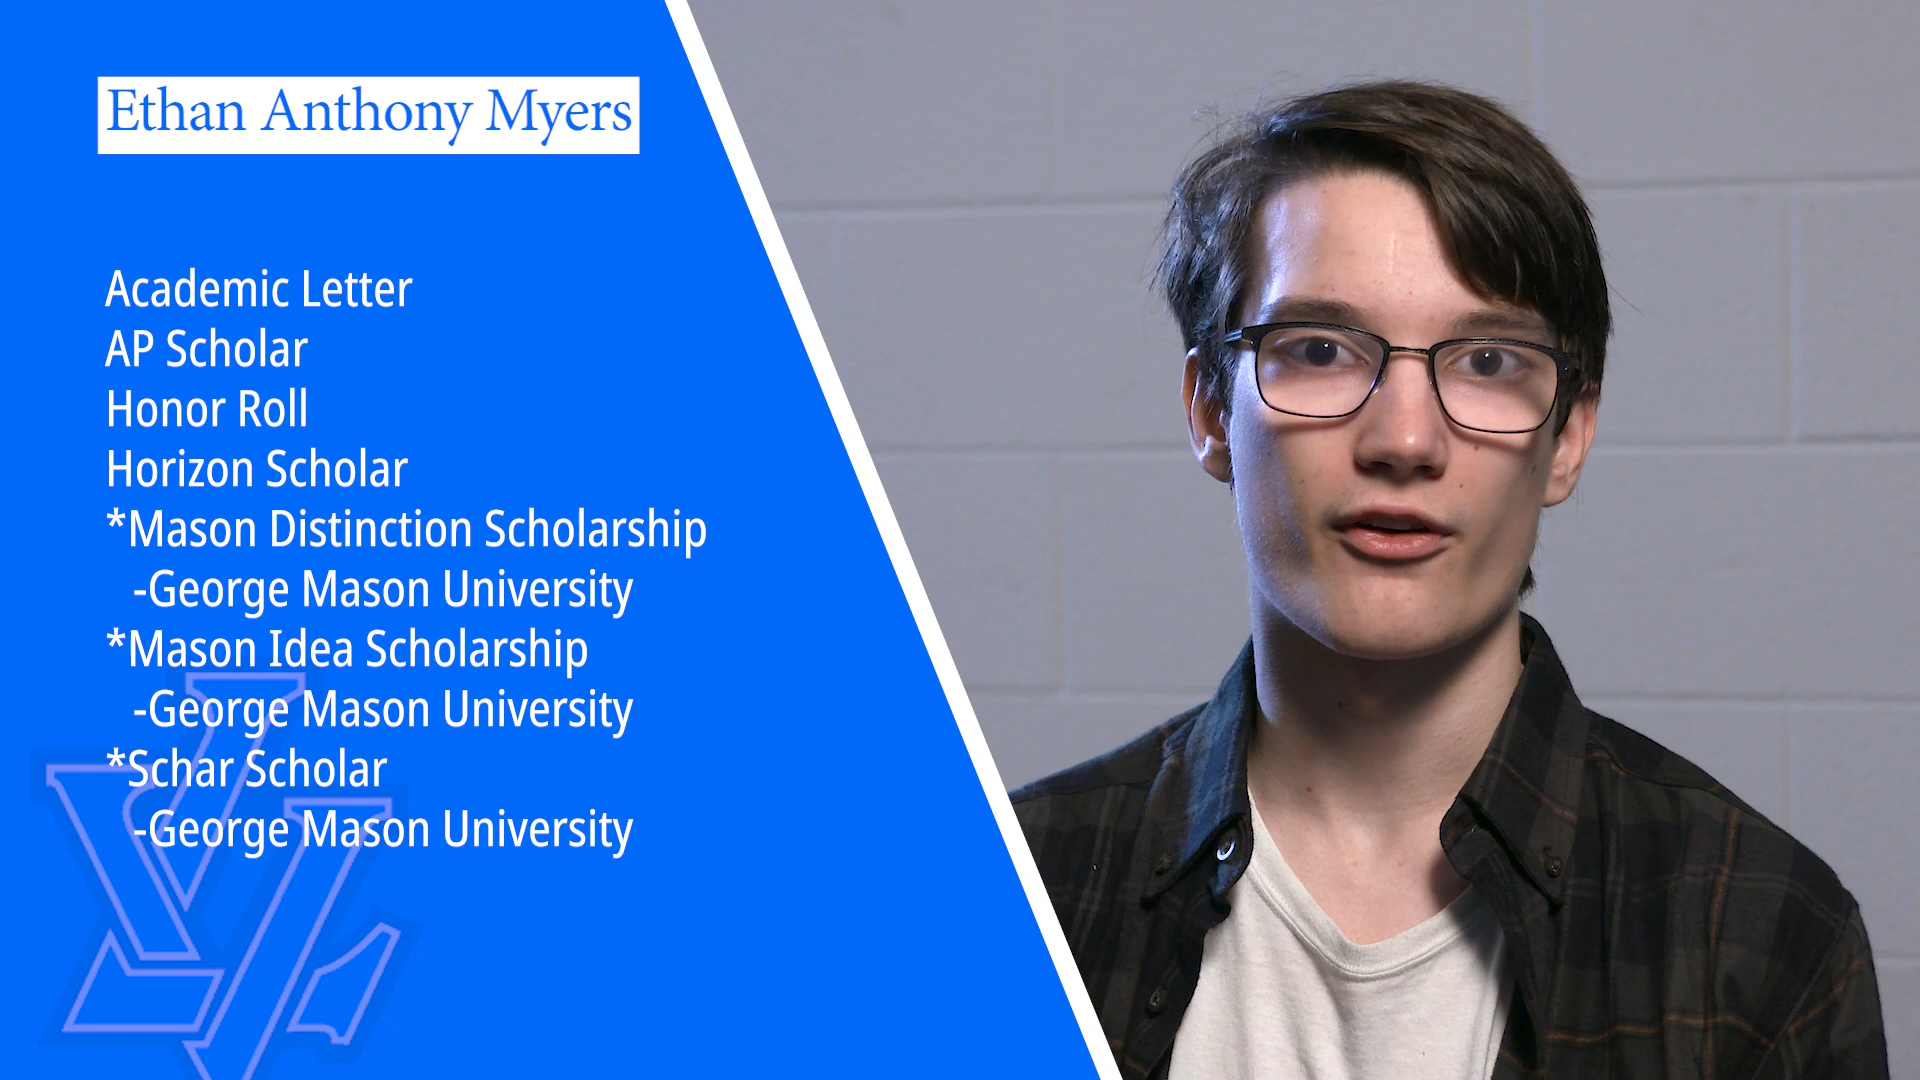 Ethan Anthony Myers
Academic Letter
AP Scholar
Honor Roll
Horizon Scholar
*Mason Distinction Scholarship
-George Mason University
*Mason Idea Scholarship
-George Mason University
*Schar Scholar
-George Mason University